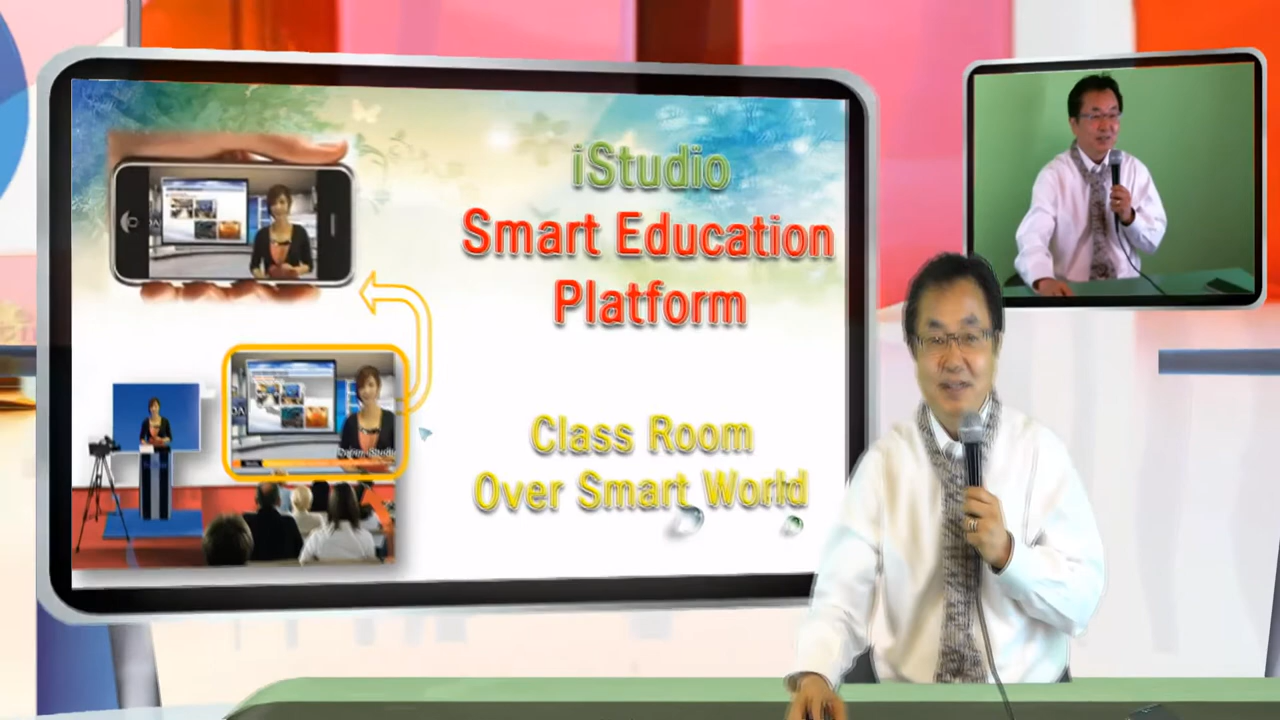 iStudio
Smart Education
Platform
Class Room
Over Smart World